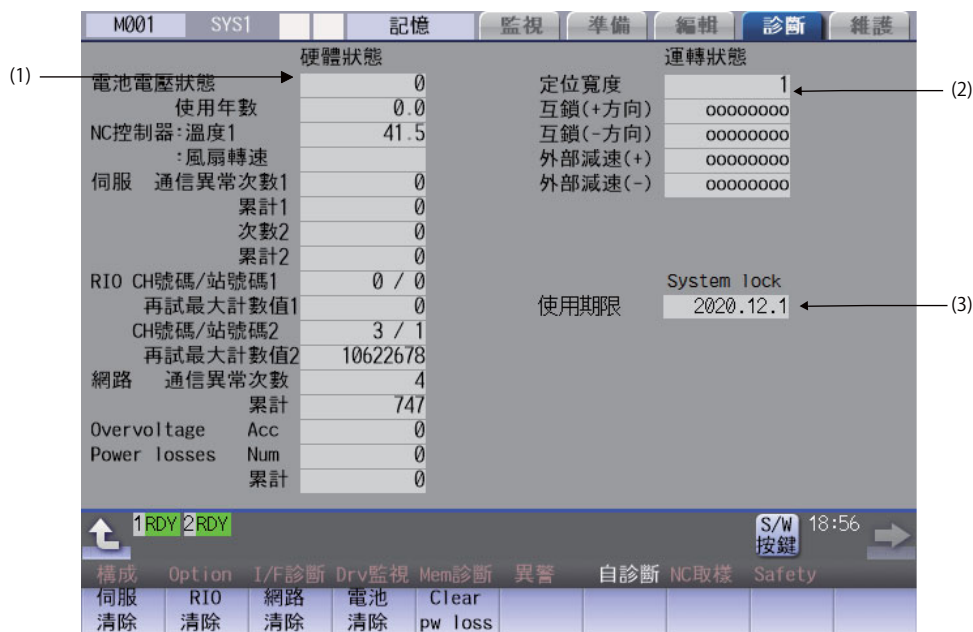 M001 SYS1 記憶 監視 準備 編輯 診斷 維護
硬體狀態 運轉狀態
(1)
電池電壓狀態 0 定位寬度 1 (2)
使用年數 0.0 互鎖(+方向) oooooooo
NC控制器:溫度1 41.5 互鎖(-方向) oooooooo
:風扇轉速 外部減速(+) oooooooo
伺服 通信異常次數1 0 外部減速(-) oooooooo
累計1 0
次數2 0
累計2 0
RIO CH號碼/站號碼1 0 / 0 System lock
再試最大計數值1 0 使用期限 2020.12.1 (3)
CH號碼/站號碼2 3 / 1
再試最大計數值2 10622678
網路 通信異常次數 4
累計 747
Overvoltage Acc 0
Power losses Num 0
累計 0
1 RDY 2 RDY S/W 按鍵 18:56
構成 Option I/F診斷 Drv監視 Mem診斷 異警 自診斷 NC取樣 Safety
伺服 RIO 網路 電池 Clear
清除 清除 清除 清除 pw loss